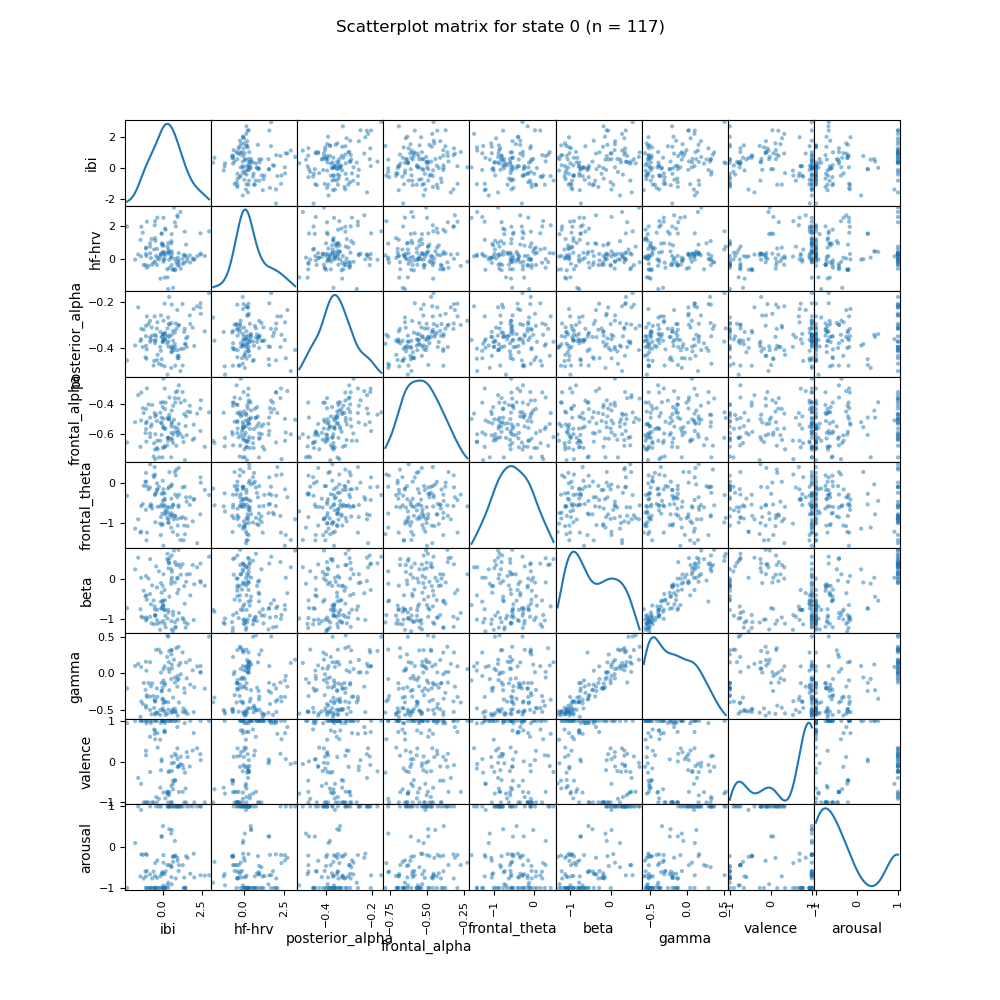 Scatterplot matrix for state 0 (n = 117)
ibi
2
0
−2
hf-hrv
2
0
posterior_alpha
−0.2
−0.4
frontal_alpha
−0.4
−0.6
frontal_theta
0
−1
beta
0
−1
gamma
0.5
0.0
−0.5
valence
1
0
−1
arousal
1
0
−1
0.0 2.5 0.0 2.5 −0.4 −0.2 −0.75 −0.50 −0.25 −1 0 −1 0 −0.5 0.0 0.5 −1 0 1 −1 0 1
ibi hf-hrv posterior_alpha frontal_alpha frontal_theta beta gamma valence arousal